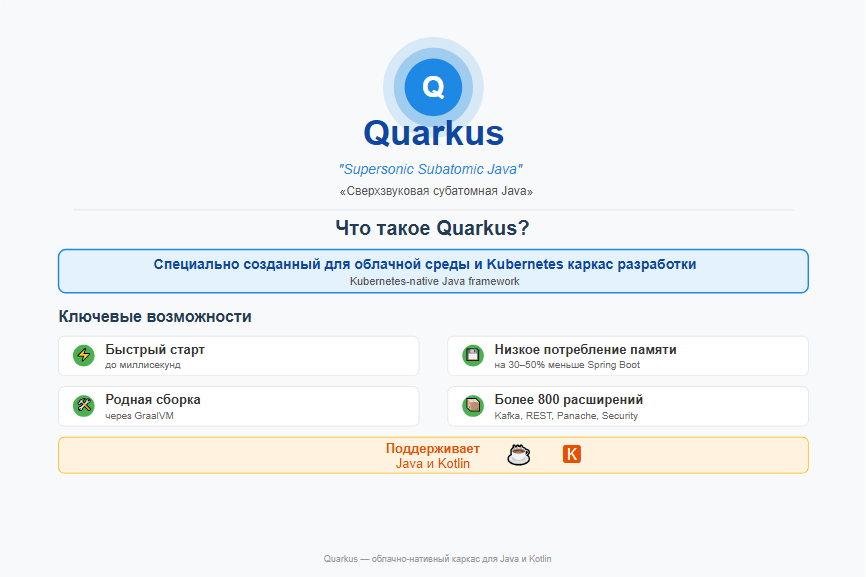 Q
Quarkus
"Supersonic Subatomic Java"
«Сверхзвуковая субатомная Java»
Что такое Quarkus?
Специально созданный для облачной среды и Kubernetes каркас разработки
Kubernetes-native Java framework
Ключевые возможности
Быстрый старт
до миллисекунд
Низкое потребление памяти
на 30–50% меньше Spring Boot
Родная сборка
через GraalVM
Более 800 расширений
Kafka, REST, Panache, Security
Поддерживает
Java и Kotlin
K
Quarkus — облачно-нативный каркас для Java и Kotlin